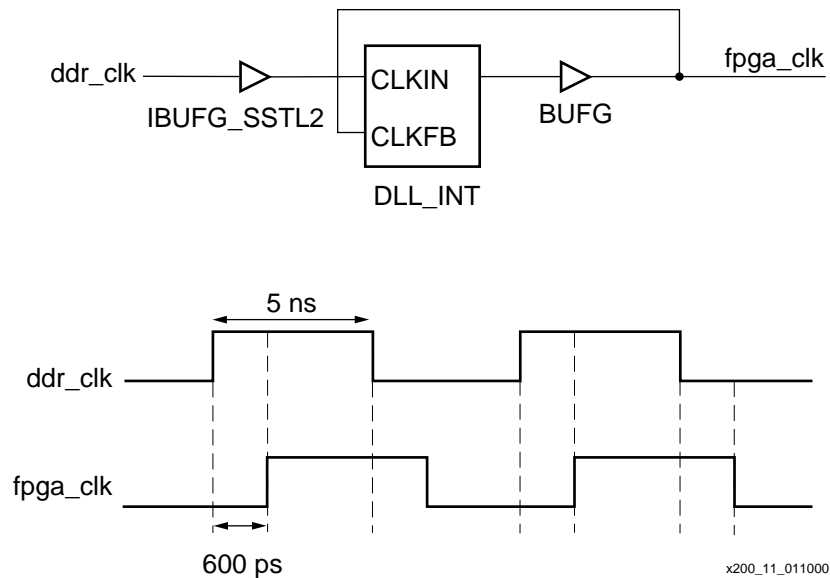 ddr_clk
IBUFG_SSTL2
CLKIN
CLKFB
DLL_INT
BUFG
fpga_clk
5 ns
ddr_clk
fpga_clk
600 ps
x200_11_011000